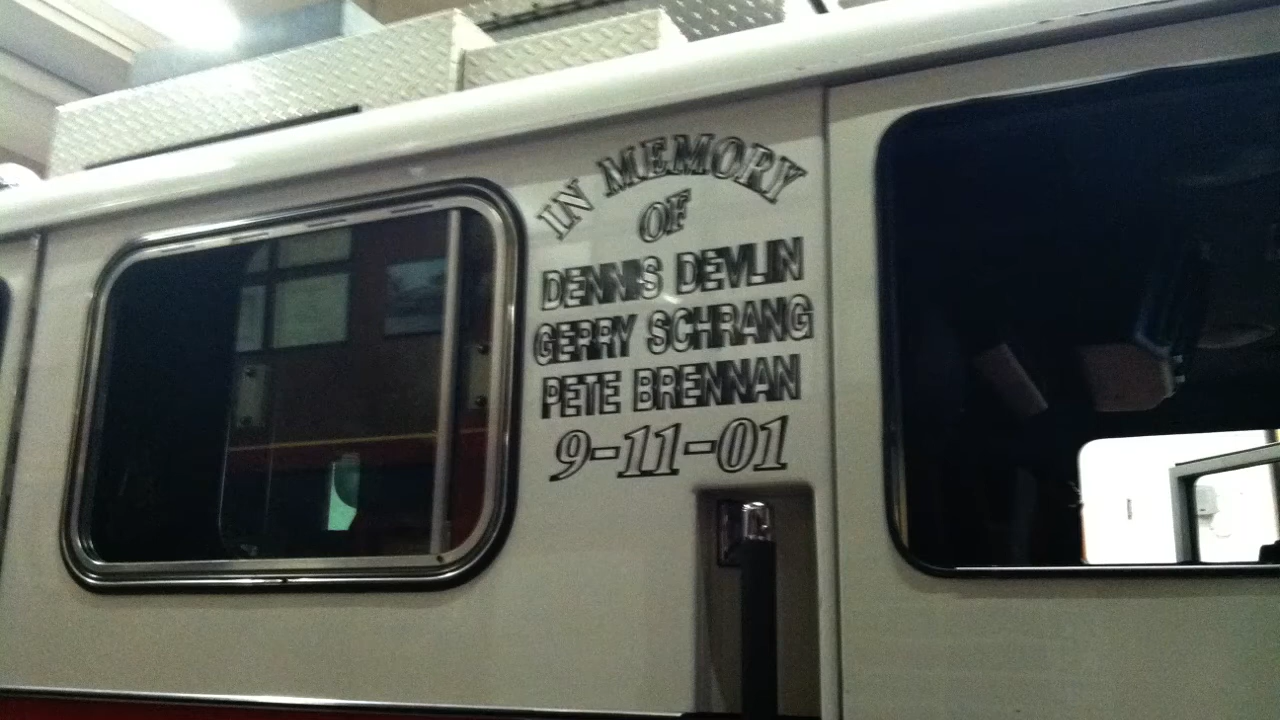 IN MEMORY
OF
DENNIS DEVLIN
GERRY SCHRANG
PETE BRENNAN
9-11-01